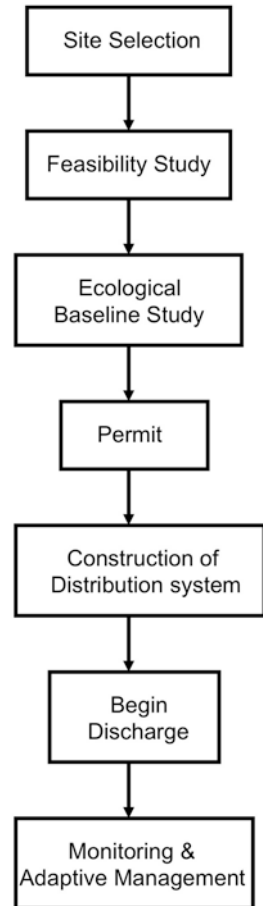 Site Selection
Feasibility Study
Ecological
Baseline Study
Permit
Construction of
Distribution system
Begin
Discharge
Monitoring &
Adaptive Management